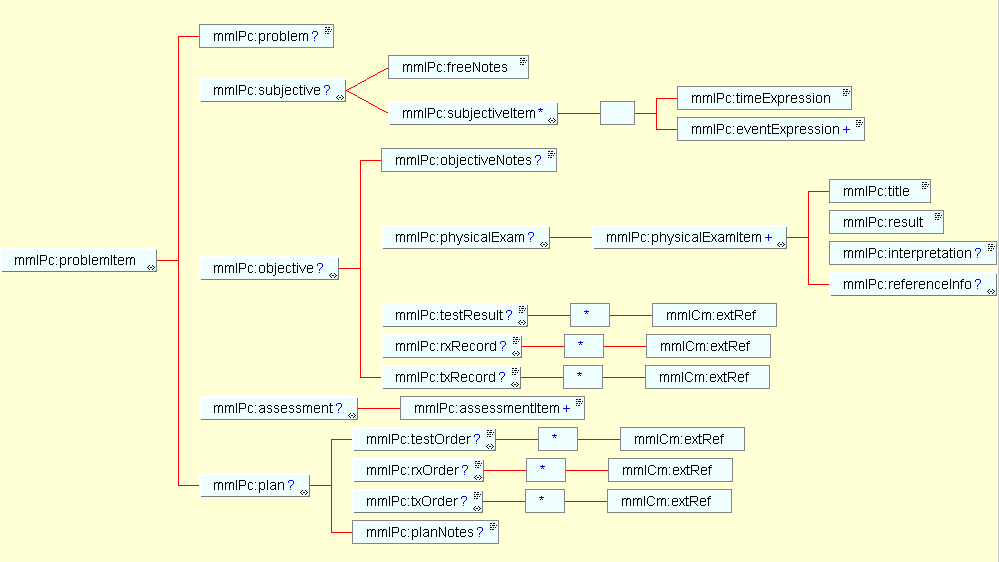 mmlPc:problem?
mmlPc:freeNotes
mmlPc:subjective?
mmlPc:timeExpression
mmlPc:subjectiveItem*
mmlPc:eventExpression+
mmlPc:objectiveNotes?
mmlPc:title
mmlPc:result
mmlPc:physicalExam? mmlPc:physicalExamItem+
mmlPc:interpretation?
mmlPc:problemItem
mmlPc:objective?
mmlPc:referenceInfo?
mmlPc:testResult? * mmlCm:extRef
mmlPc:rxRecord? * mmlCm:extRef
mmlPc:txRecord? * mmlCm:extRef
mmlPc:assessment? mmlPc:assessmentItem+
mmlPc:testOrder? * mmlCm:extRef
mmlPc:rxOrder? * mmlCm:extRef
mmlPc:plan?
mmlPc:txOrder? * mmlCm:extRef
mmlPc:planNotes?